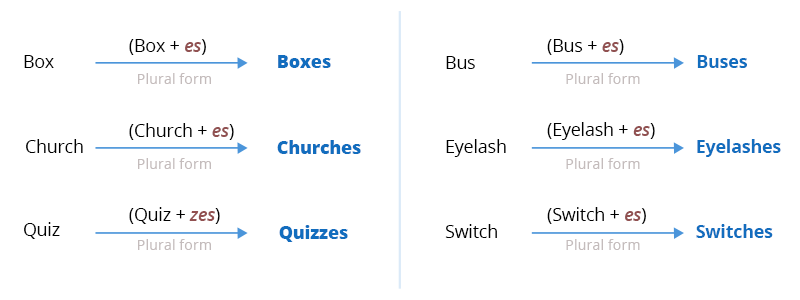 Box (Box + es) Boxes
Plural form
Church (Church + es) Churches
Plural form
Quiz (Quiz + zes) Quizzes
Plural form
Bus (Bus + es) Buses
Plural form
Eyelash (Eyelash + es) Eyelashes
Plural form
Switch (Switch + es) Switches
Plural form